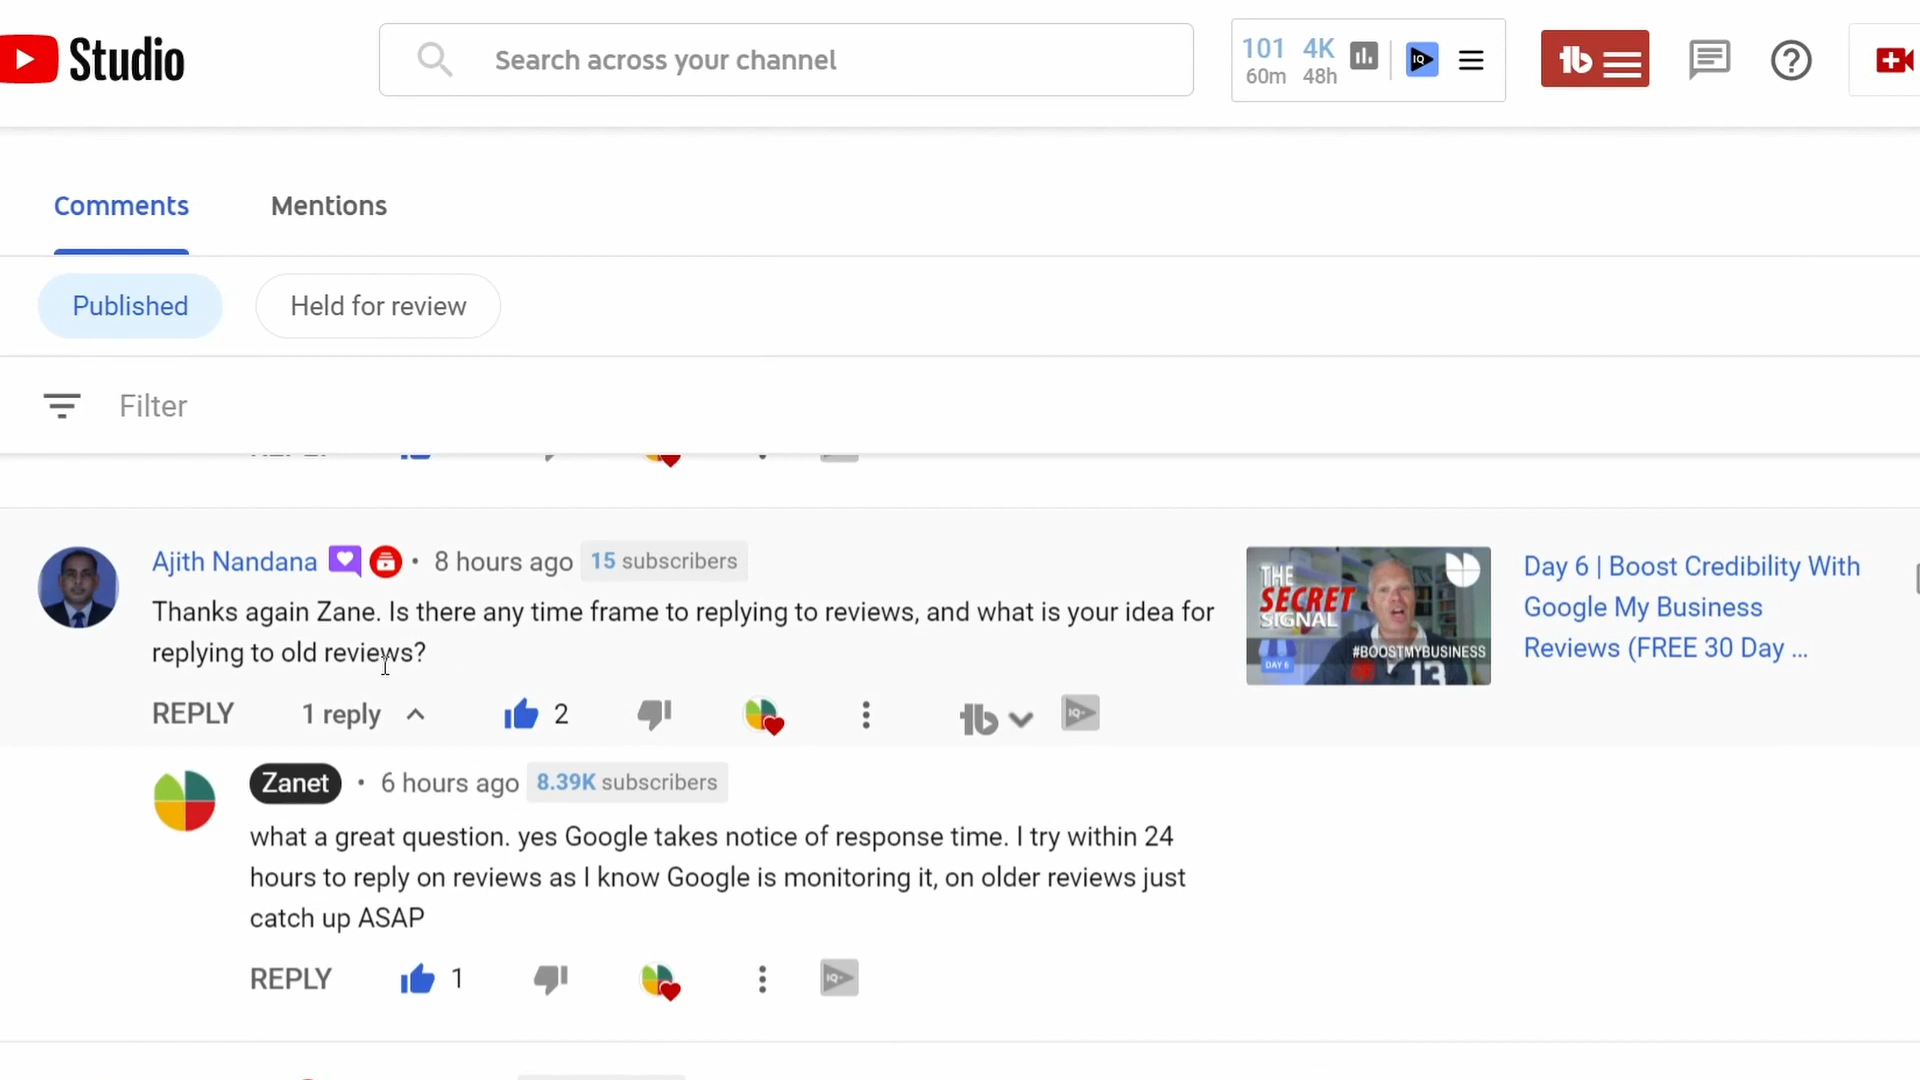 Studio
Search across your channel
101 4K
60m 48h
IQ
Comments
Mentions
Published
Held for review
Filter
Ajith Nandana • 8 hours ago 15 subscribers
Thanks again Zane. Is there any time frame to replying to reviews, and what is your idea for
replying to old reviews?
REPLY 1 reply 2
THE
SECRET
SIGNAL
#BOOSTMYBUSINESS
DAY 6
13
Day 6 | Boost Credibility With
Google My Business
Reviews (FREE 30 Day ...
Zanet • 6 hours ago 8.39K subscribers
what a great question. yes Google takes notice of response time. I try within 24
hours to reply on reviews as I know Google is monitoring it, on older reviews just
catch up ASAP
REPLY 1